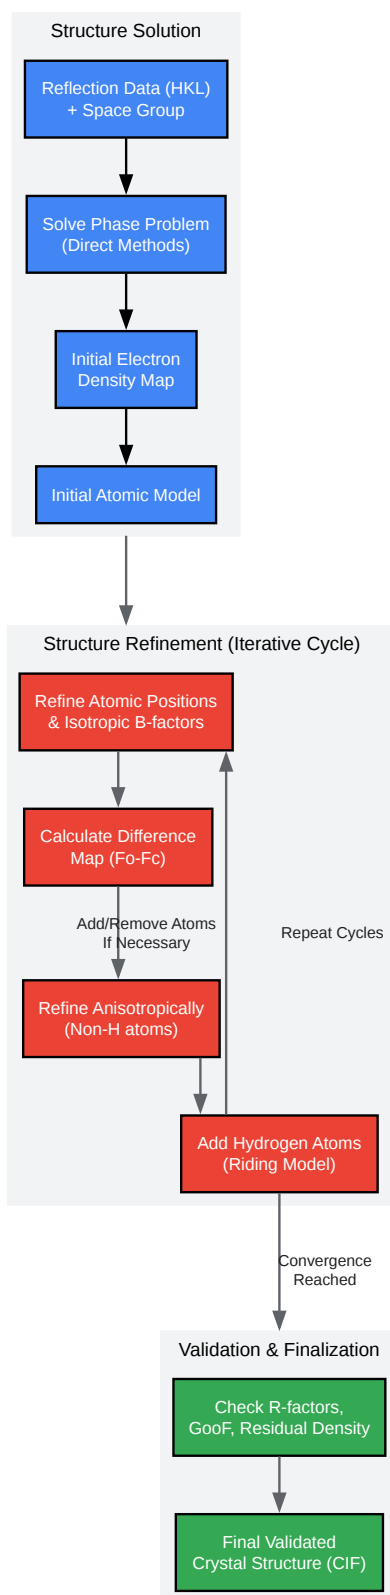 Structure Solution
Reflection Data (HKL)
+ Space Group
Solve Phase Problem
(Direct Methods)
Initial Electron
Density Map
Initial Atomic Model
Structure Refinement (Iterative Cycle)
Refine Atomic Positions
& Isotropic B-factors
Calculate Difference
Map (Fo-Fc)
Add/Remove Atoms
If Necessary
Repeat Cycles
Refine Anisotropically
(Non-H atoms)
Add Hydrogen Atoms
(Riding Model)
Convergence
Reached
Validation & Finalization
Check R-factors,
GooF, Residual Density
Final Validated
Crystal Structure (CIF)